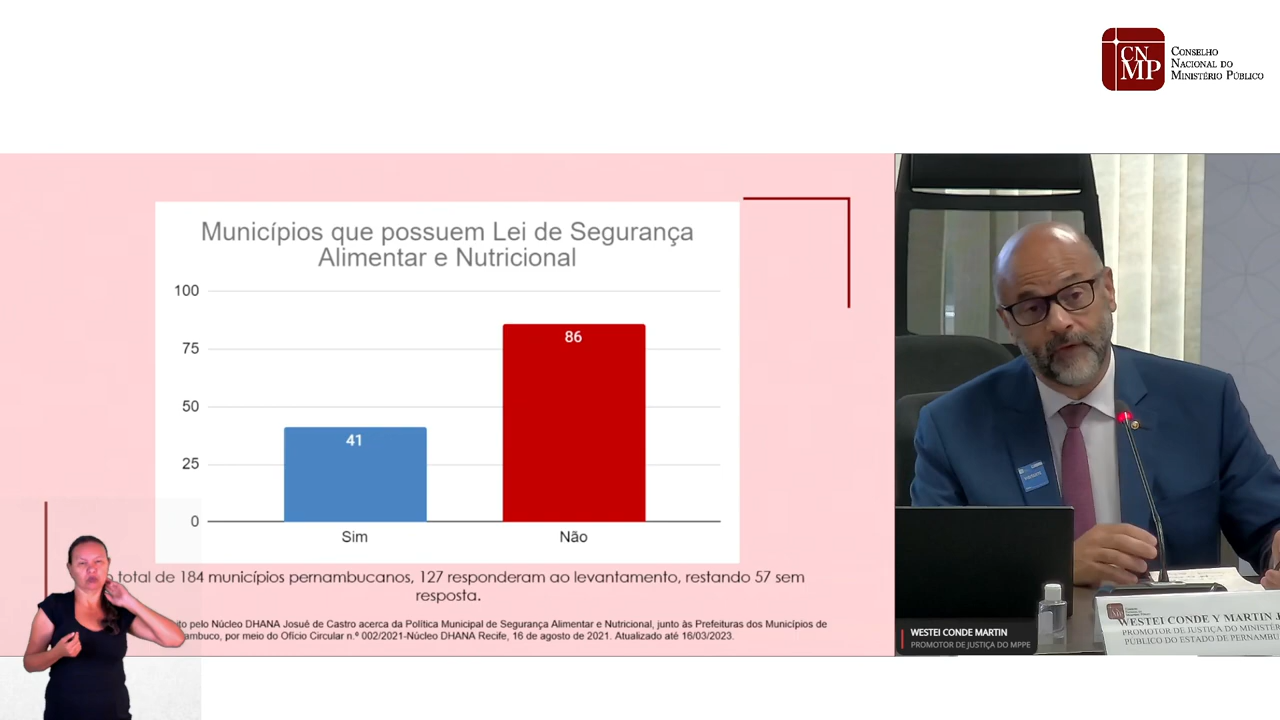 CN
MP
CONSELHO
NACIONAL DO
MINISTÉRIO PÚBLICO
Municípios que possuem Lei de Segurança
Alimentar e Nutricional
100
75
50
25
0
41
86
Sim
Não
total de 184 municípios pernambucanos, 127 responderam ao levantamento, restando 57 sem
resposta.
pelo Núcleo DHANA Josué de Castro acerca da Política Municipal de Segurança Alimentar e Nutricional, junto às Prefeituras dos Municípios de
por meio do Ofício Circular n.º 002/2021-Núcleo DHANA Recife, 16 de agosto de 2021. Atualizado até 16/03/2023.
WESTEI CONDE MARTIN
PROMOTOR DE JUSTIÇA DO MPPE
WESTEI CONDE Y MARTIN
PROMOTOR DE JUSTIÇA DO
PÚBLICO DO ESTADO DE